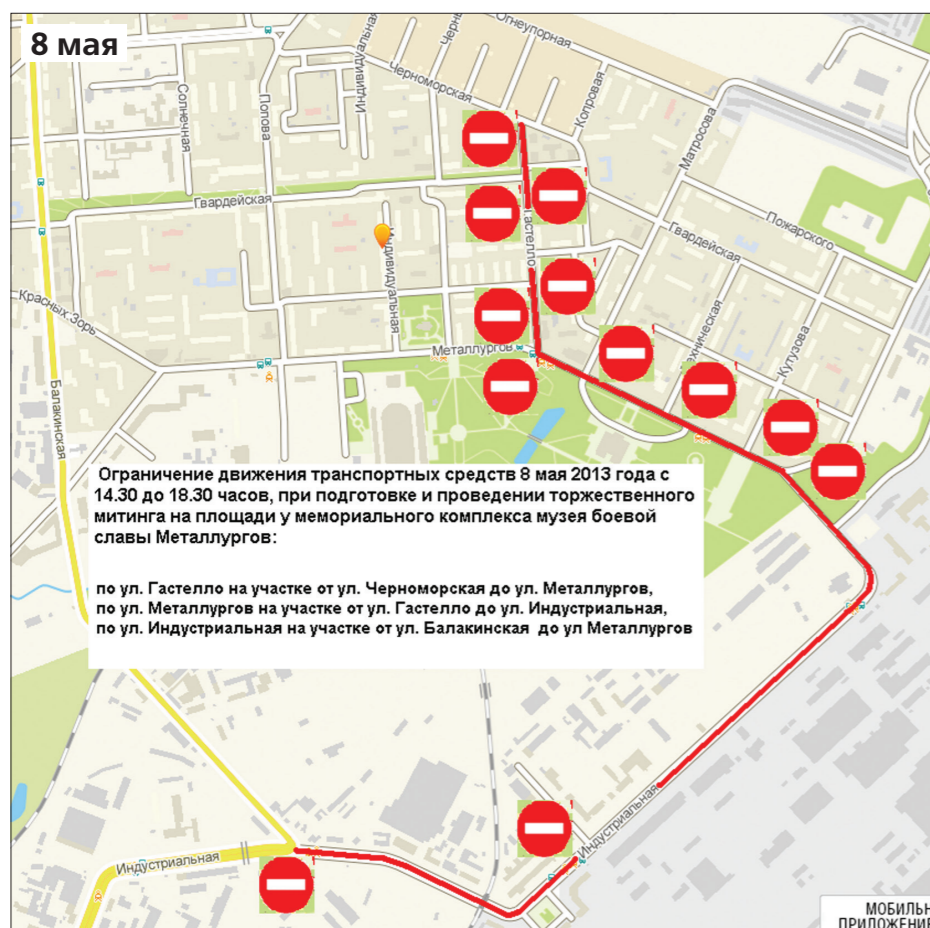 8 мая
Огнеупорная
Черноморская
Индивидуальная
Солнечная
Попова
Копровая
Матросова
Гвардейская
Гастелло
Пожарского
Гвардейская
Индивидуальная
Красных Зорь
Металлургов
Кутузова
Балакинская
Ограничение движения транспортных средств 8 мая 2013 года с
14.30 до 18.30 часов, при подготовке и проведении торжественного
митинга на площади у мемориального комплекса музея боевой
славы Металлургов:
по ул. Гастелло на участке от ул. Черноморская до ул. Металлургов,
по ул. Металлургов на участке от ул. Гастелло до ул. Индустриальная,
по ул. Индустриальная на участке от ул. Балакинская до ул Металлургов
Индустриальная
Индустриальная
МОБИЛЬН
ПРИЛОЖЕНИЕ